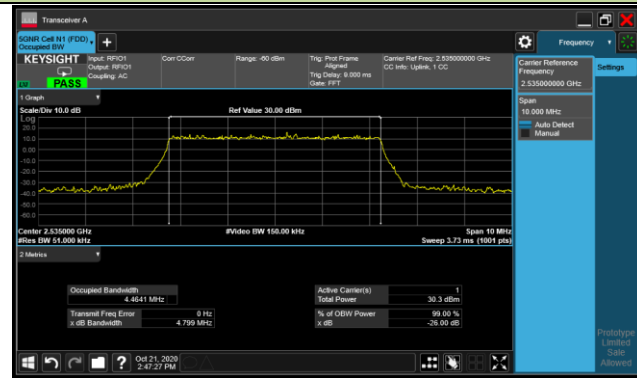 Transceiver A
5GNR Cell N1 (FDD)
Occupied BW
Frequency
KEYSIGHT
Input: RFIO1
Output: RFIO1
Coupling: AC
Corr CCorr
Range: -60 dBm
Trig: Prot Frame
Aligned
Trig Delay: 8.000 ms
Gate: FFT
Carrier Ref Freq: 2.535000000 GHz
CC Info: Uplink, 1 CC
PASS
Carrier Reference
Frequency
2.535000000 GHz
Settings
Span
10.000 MHz
Auto Detect
Manual
1 Graph
Scale/Div 10.0 dB
Ref Value 30.00 dBm
Log
20.0
10.0
0.00
-10.0
-20.0
-30.0
-40.0
-50.0
-60.0
Center 2.535000 GHz
#Video BW 150.00 kHz
Span 10 MHz
#Res BW 51.000 kHz
Sweep 3.73 ms (1001 pts)
2 Metrics
Occupied Bandwidth
4.4641 MHz
Active Carrier(s)
1
Total Power
30.3 dBm
Transmit Freq Error
0 Hz
% of OBW Power
99.00 %
x dB Bandwidth
4.799 MHz
x dB
-26.00 dB
Prototype
Limited
Sale
Allowed
?
Oct 21, 2020
2:47:27 PM